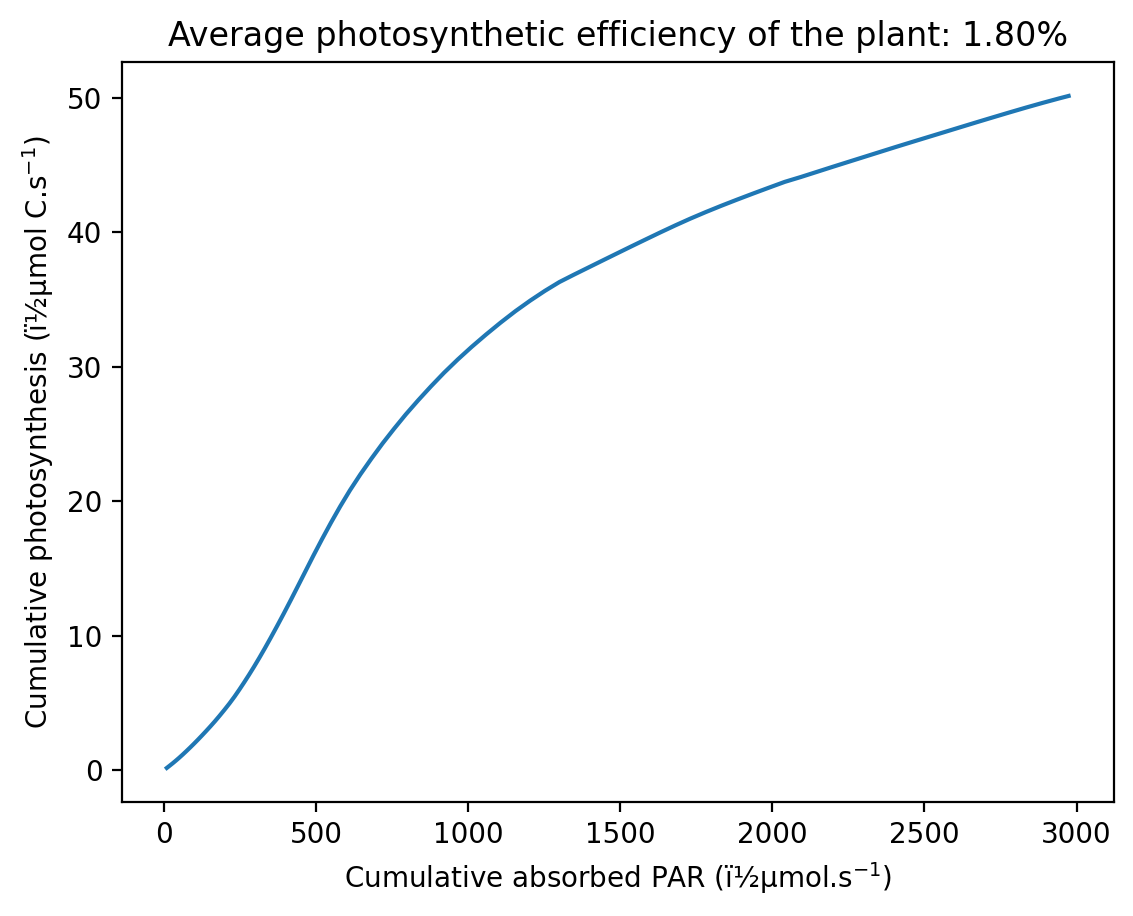 Average photosynthetic efficiency of the plant: 1.80%
Cumulative photosynthesis (ï½µmol C.s⁻¹)
50
40
30
20
10
0
0 500 1000 1500 2000 2500 3000
Cumulative absorbed PAR (ï½µmol.s⁻¹)